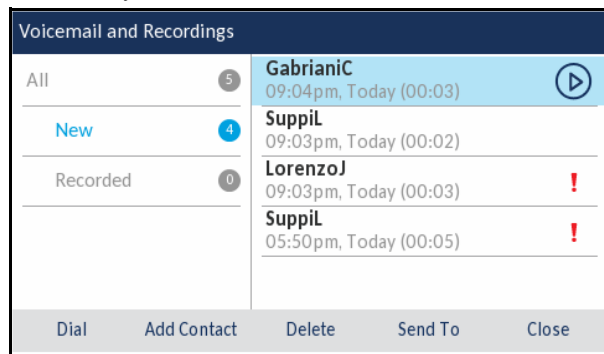 Voicemail and Recordings
All 5
New 4
Recorded 0
GabrianiC
09:04pm, Today (00:03)
SuppiL
09:03pm, Today (00:02)
LorenzoJ
09:03pm, Today (00:03)
!
SuppiL
05:50pm, Today (00:05)
!
Dial Add Contact Delete Send To Close